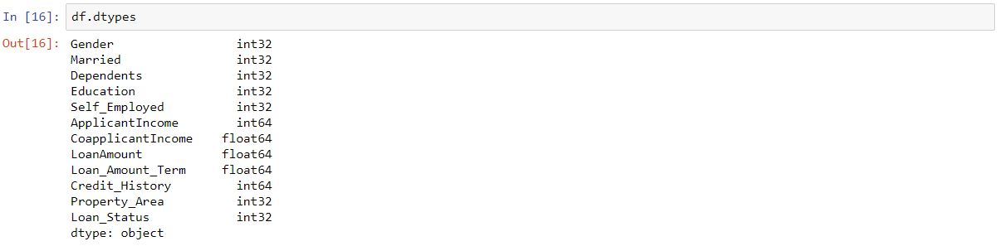 In [16]: df.dtypes
Out[16]: Gender int32
Married int32
Dependents int32
Education int32
Self_Employed int32
ApplicantIncome int64
CoapplicantIncome float64
LoanAmount float64
Loan_Amount_Term float64
Credit_History int64
Property_Area int32
Loan_Status int32
dtype: object